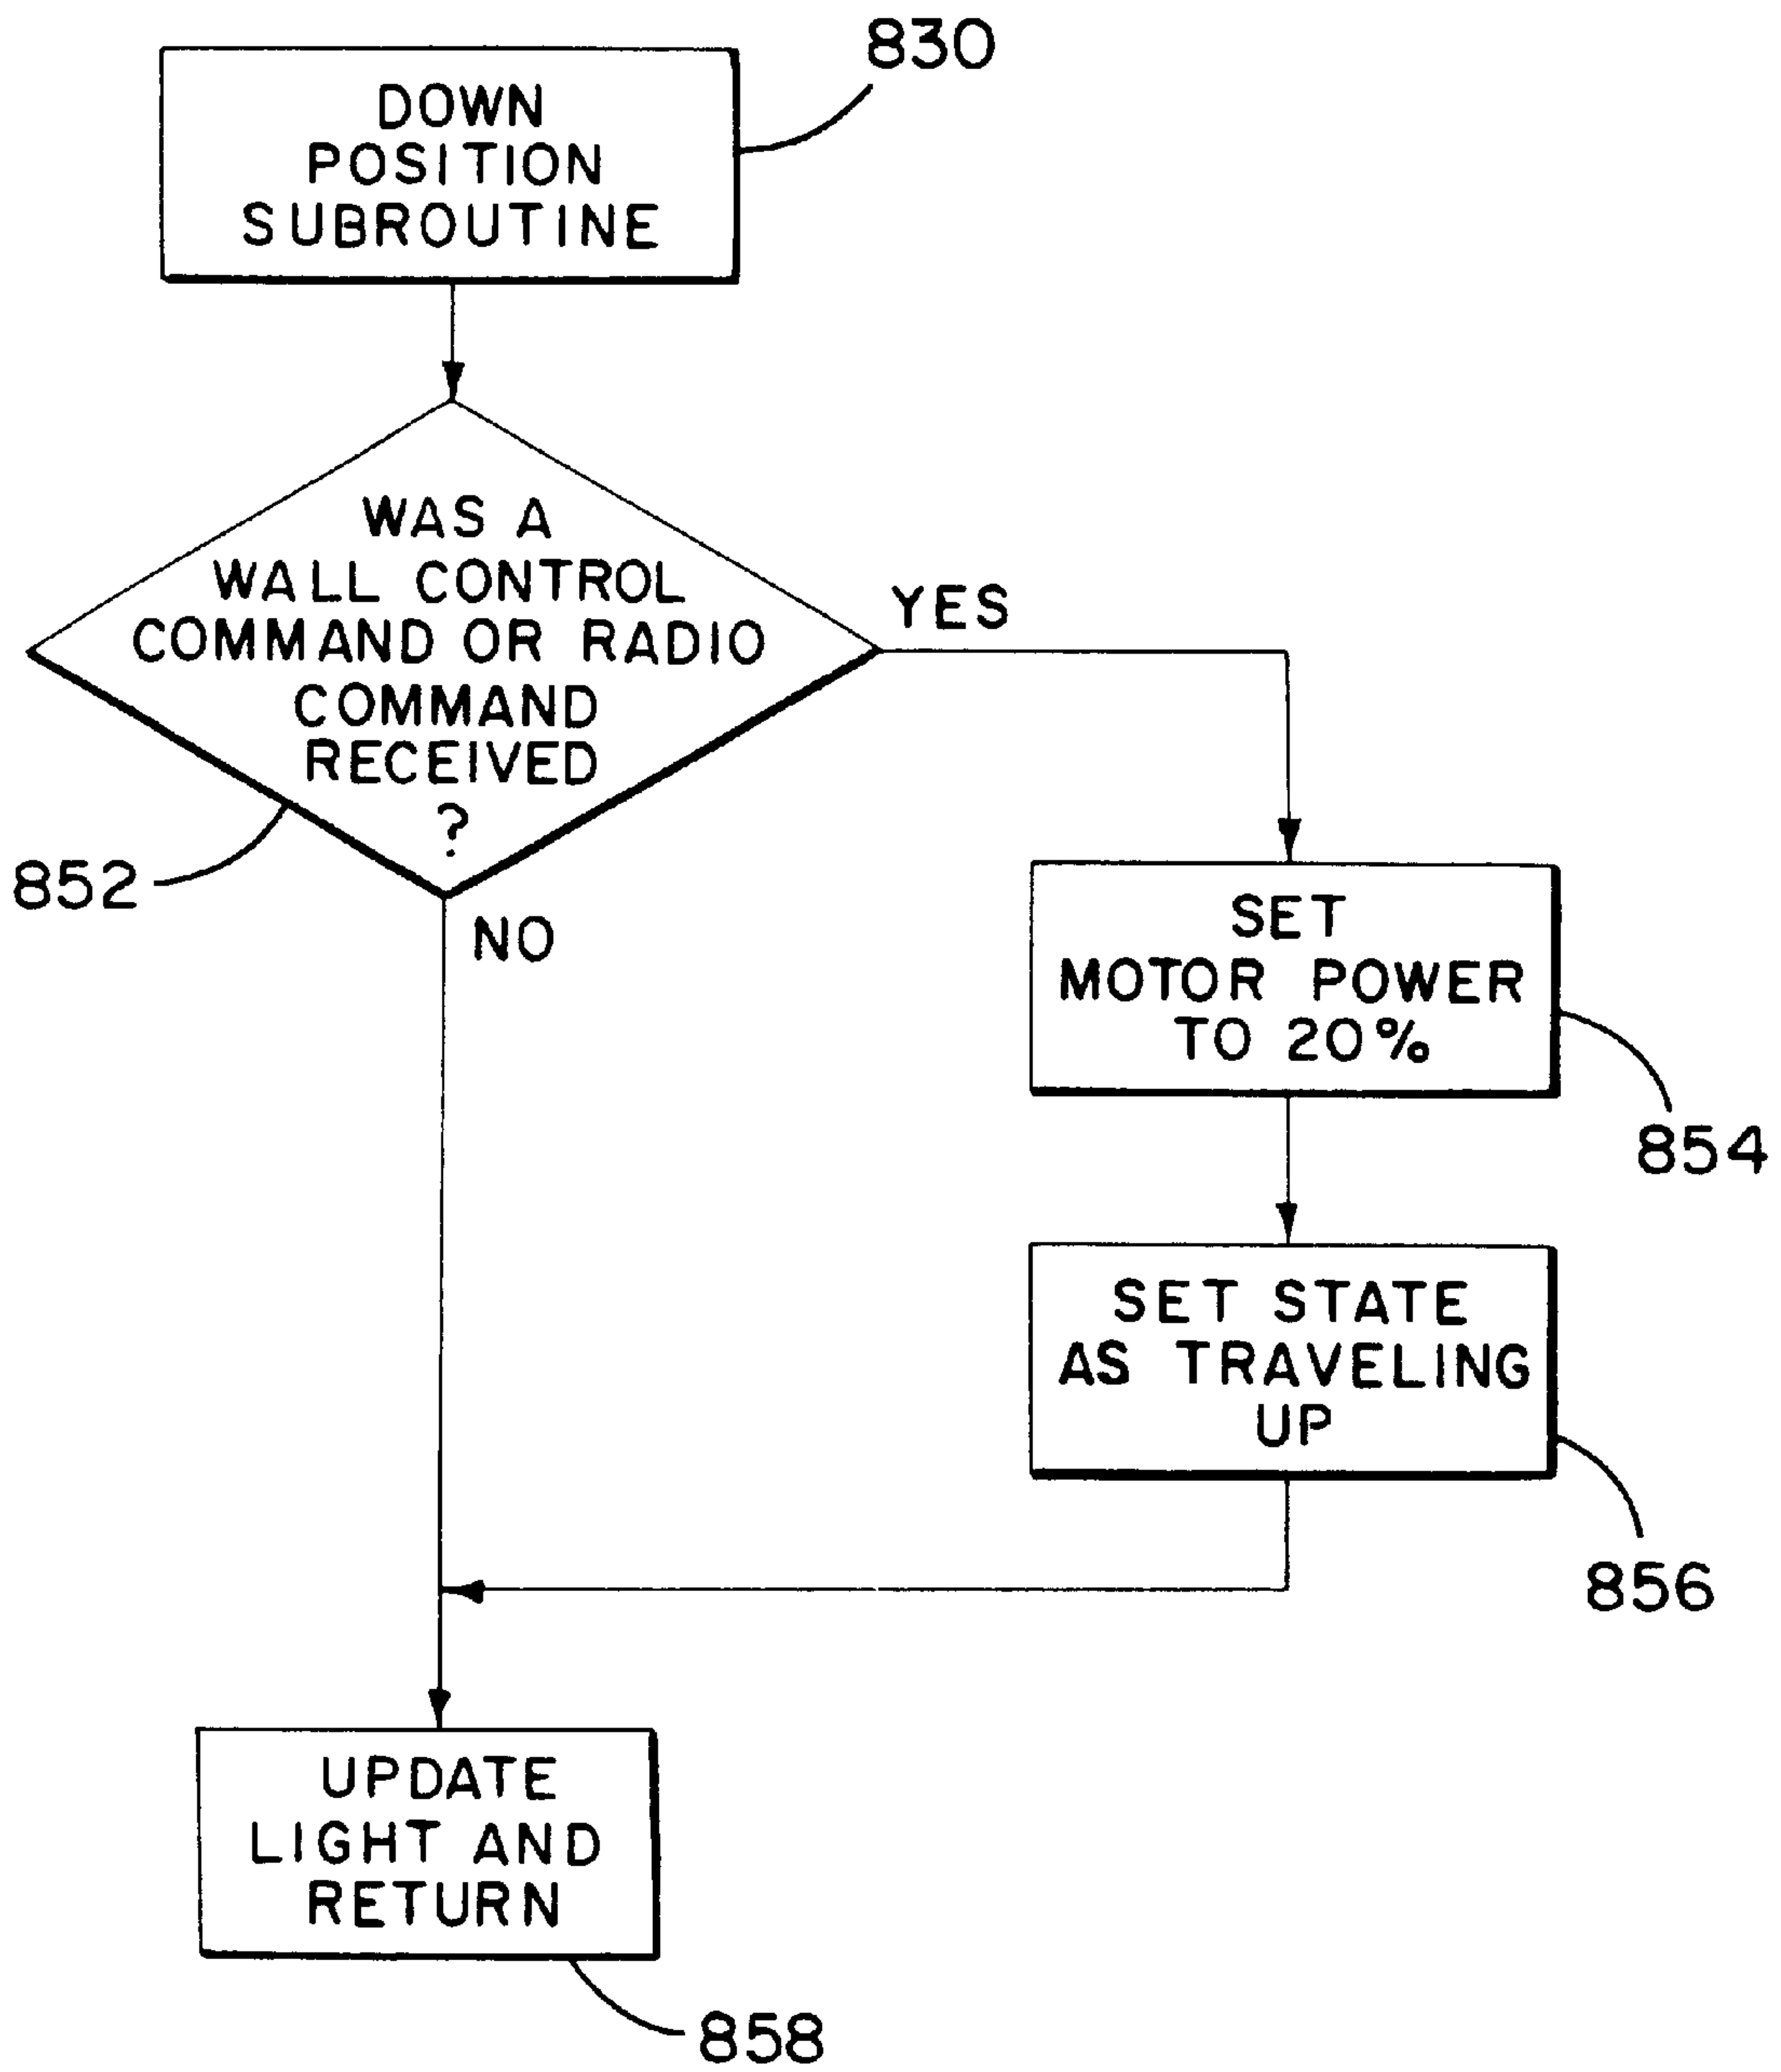 830
DOWN
POSITION
SUBROUTINE
WAS A
WALL CONTROL
COMMAND OR RADIO
COMMAND
RECEIVED
?
YES
852
NO
SET
MOTOR POWER
TO 20%
854
SET STATE
AS TRAVELING
UP
856
UPDATE
LIGHT AND
RETURN
858